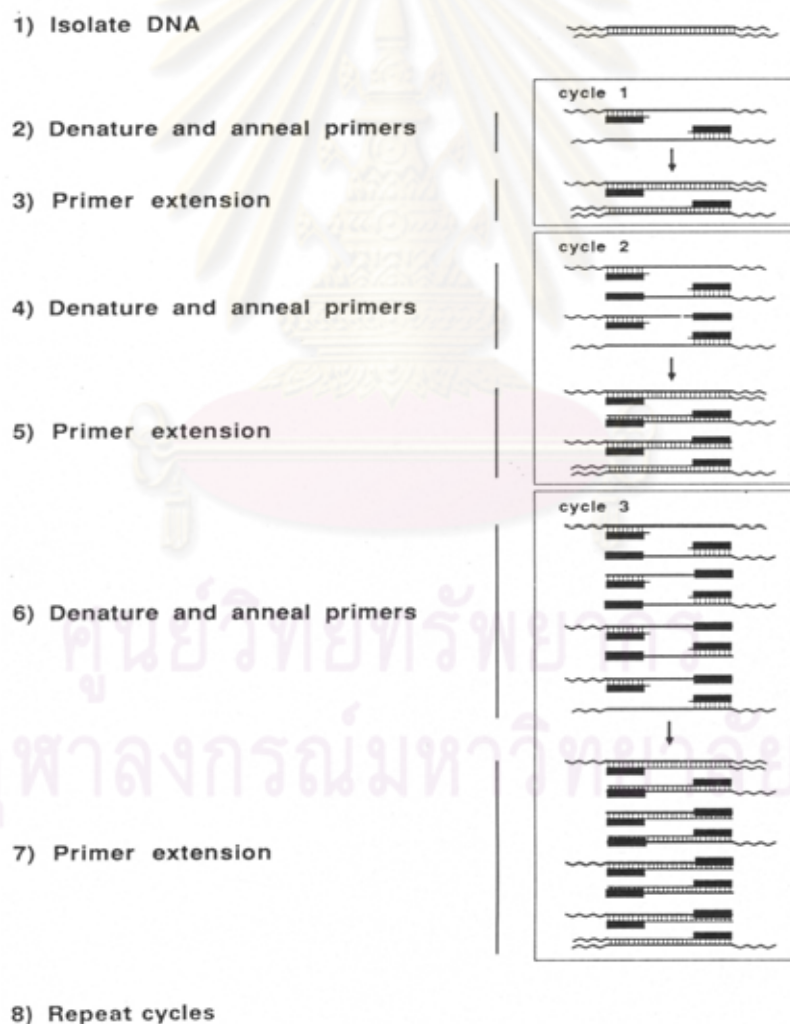 1) Isolate DNA
cycle 1
2) Denature and anneal primers
3) Primer extension
cycle 2
4) Denature and anneal primers
5) Primer extension
cycle 3
6) Denature and anneal primers
ศูนย์วิทยทรัพยากร
จุฬาลงกรณ์มหาวิทยาลัย
7) Primer extension
8) Repeat cycles